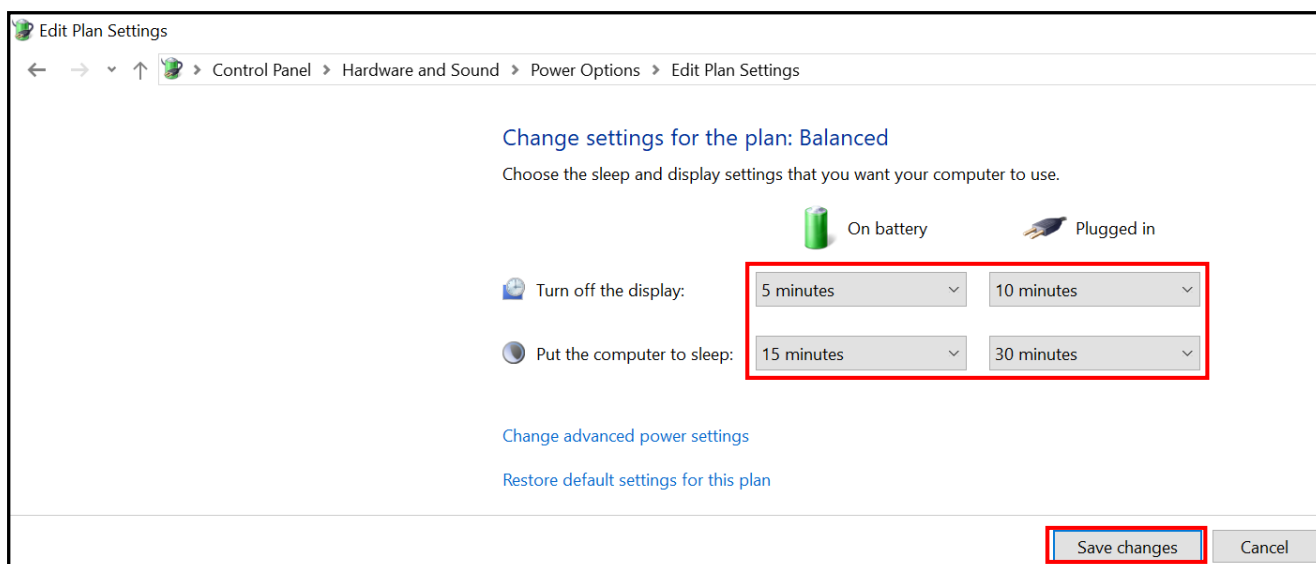 Edit Plan Settings
Control Panel > Hardware and Sound > Power Options > Edit Plan Settings
Change settings for the plan: Balanced
Choose the sleep and display settings that you want your computer to use.
On battery Plugged in
Turn off the display: 5 minutes 10 minutes
Put the computer to sleep: 15 minutes 30 minutes
Change advanced power settings
Restore default settings for this plan
Save changes Cancel